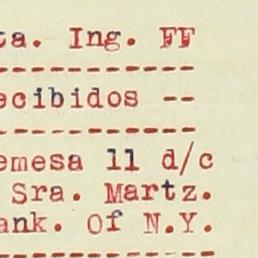 ta. Ing. FF
-----------
ecibidos --
-----------
emesa 11 d/c
Sra. Martz.
ank. Of N.Y.
------------